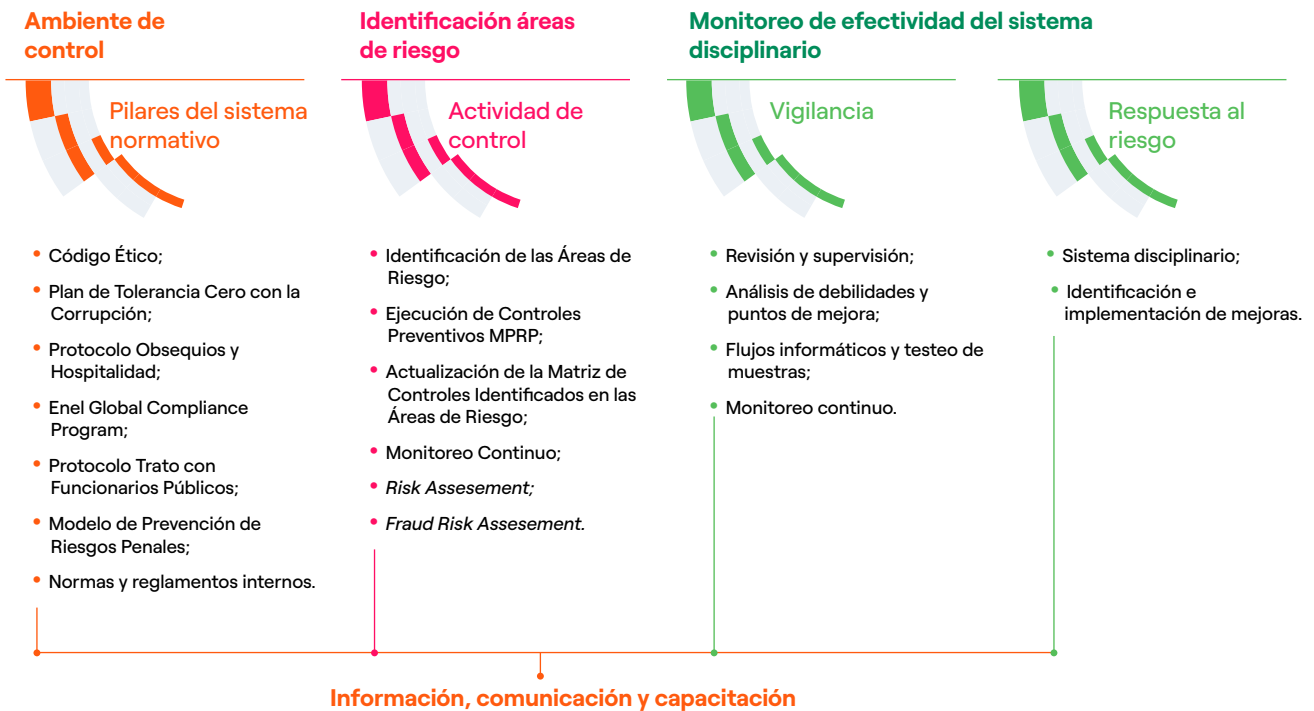 Ambiente de
control
Pilares del sistema
normativo
• Código Ético;
• Plan de Tolerancia Cero con la
Corrupción;
• Protocolo Obsequios y
Hospitalidad;
• Enel Global Compliance
Program;
• Protocolo Trato con
Funcionarios Públicos;
• Modelo de Prevención de
Riesgos Penales;
• Normas y reglamentos internos.
Identificación áreas
de riesgo
Actividad de
control
• Identificación de las Áreas de
Riesgo;
• Ejecución de Controles
Preventivos MPRP;
• Actualización de la Matriz de
Controles Identificados en las
Áreas de Riesgo;
• Monitoreo Continuo;
• Risk Assesement;
• Fraud Risk Assesement.
Monitoreo de efectividad del sistema
disciplinario
Vigilancia
• Revisión y supervisión;
• Análisis de debilidades y
puntos de mejora;
• Flujos informáticos y testeo de
muestras;
• Monitoreo continuo.
Respuesta al
riesgo
• Sistema disciplinario;
• Identificación e
implementación de mejoras.
Información, comunicación y capacitación